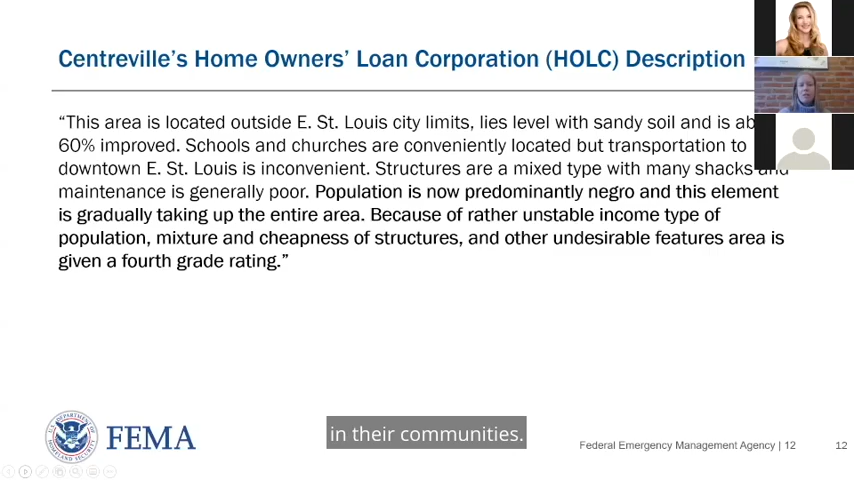 Centreville's Home Owners' Loan Corporation (HOLC) Description
"This area is located outside E. St. Louis city limits, lies level with sandy soil and is
60% improved. Schools and churches are conveniently located but transportation to
downtown E. St. Louis is inconvenient. Structures are a mixed type with many shacks and
maintenance is generally poor. Population is now predominantly negro and this element
is gradually taking up the entire area. Because of rather unstable income type of
population, mixture and cheapness of structures, and other undesirable features area is
given a fourth grade rating."
in their communities.
FEMA
Federal Emergency Management Agency | 12
12